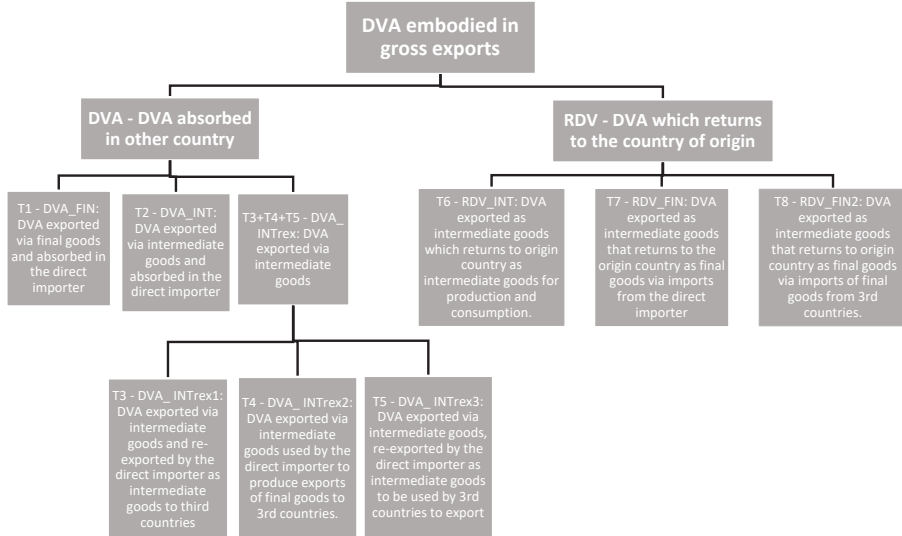 DVA embodied in
gross exports
DVA - DVA absorbed
in other country
RDV - DVA which returns
to the country of origin
T1 - DVA_FIN:
DVA exported
via final goods
and absorbed in
the direct
importer
T2 - DVA_INT:
DVA exported
via intermediate
goods and
absorbed in the
direct importer
T3+T4+T5 - DVA_
INTrex: DVA
exported via
intermediate
goods
T6 - RDV_INT: DVA
exported as
intermediate goods
which returns to origin
country as
intermediate goods for
production and
consumption.
T7 - RDV_FIN: DVA
exported as
intermediate goods
that returns to the
origin country as final
goods via imports
from the direct
importer
T8 - RDV_FIN2: DVA
exported as
intermediate goods
that returns to origin
country as final goods
via imports of final
goods from 3rd
countries.
T3 - DVA_ INTrex1:
DVA exported via
intermediate
goods and re-
exported by the
direct importer as
intermediate
goods to third
countries
T4 - DVA_ INTrex2:
DVA exported via
intermediate
goods used by the
direct importer to
produce exports
of final goods to
3rd countries.
T5 - DVA_ INTrex3:
DVA exported via
intermediate goods,
re-exported by the
direct importer as
intermediate goods
to be used by 3rd
countries to export